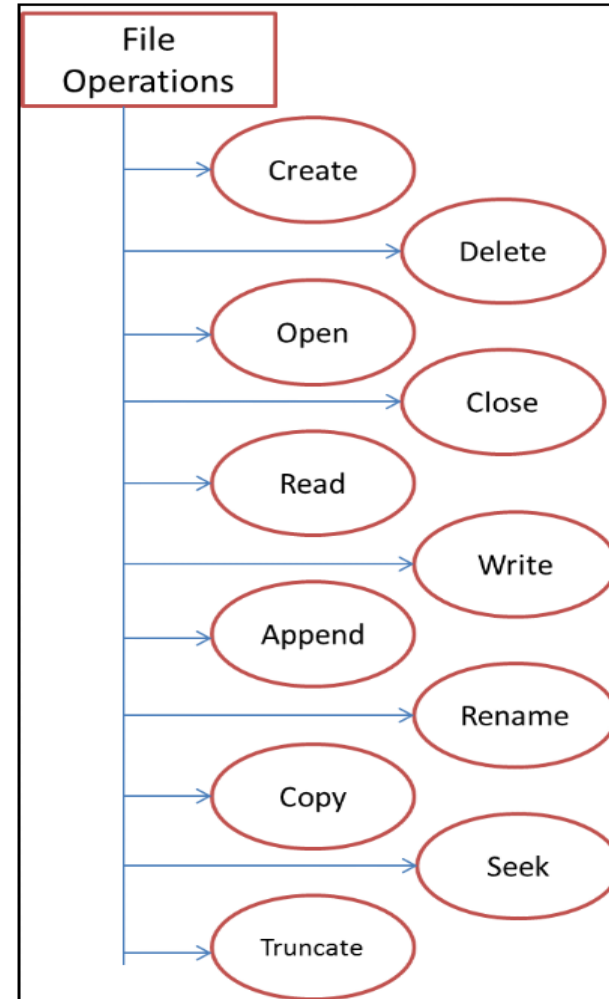 File
Operations
Create
Delete
Open
Close
Read
Write
Append
Rename
Copy
Seek
Truncate